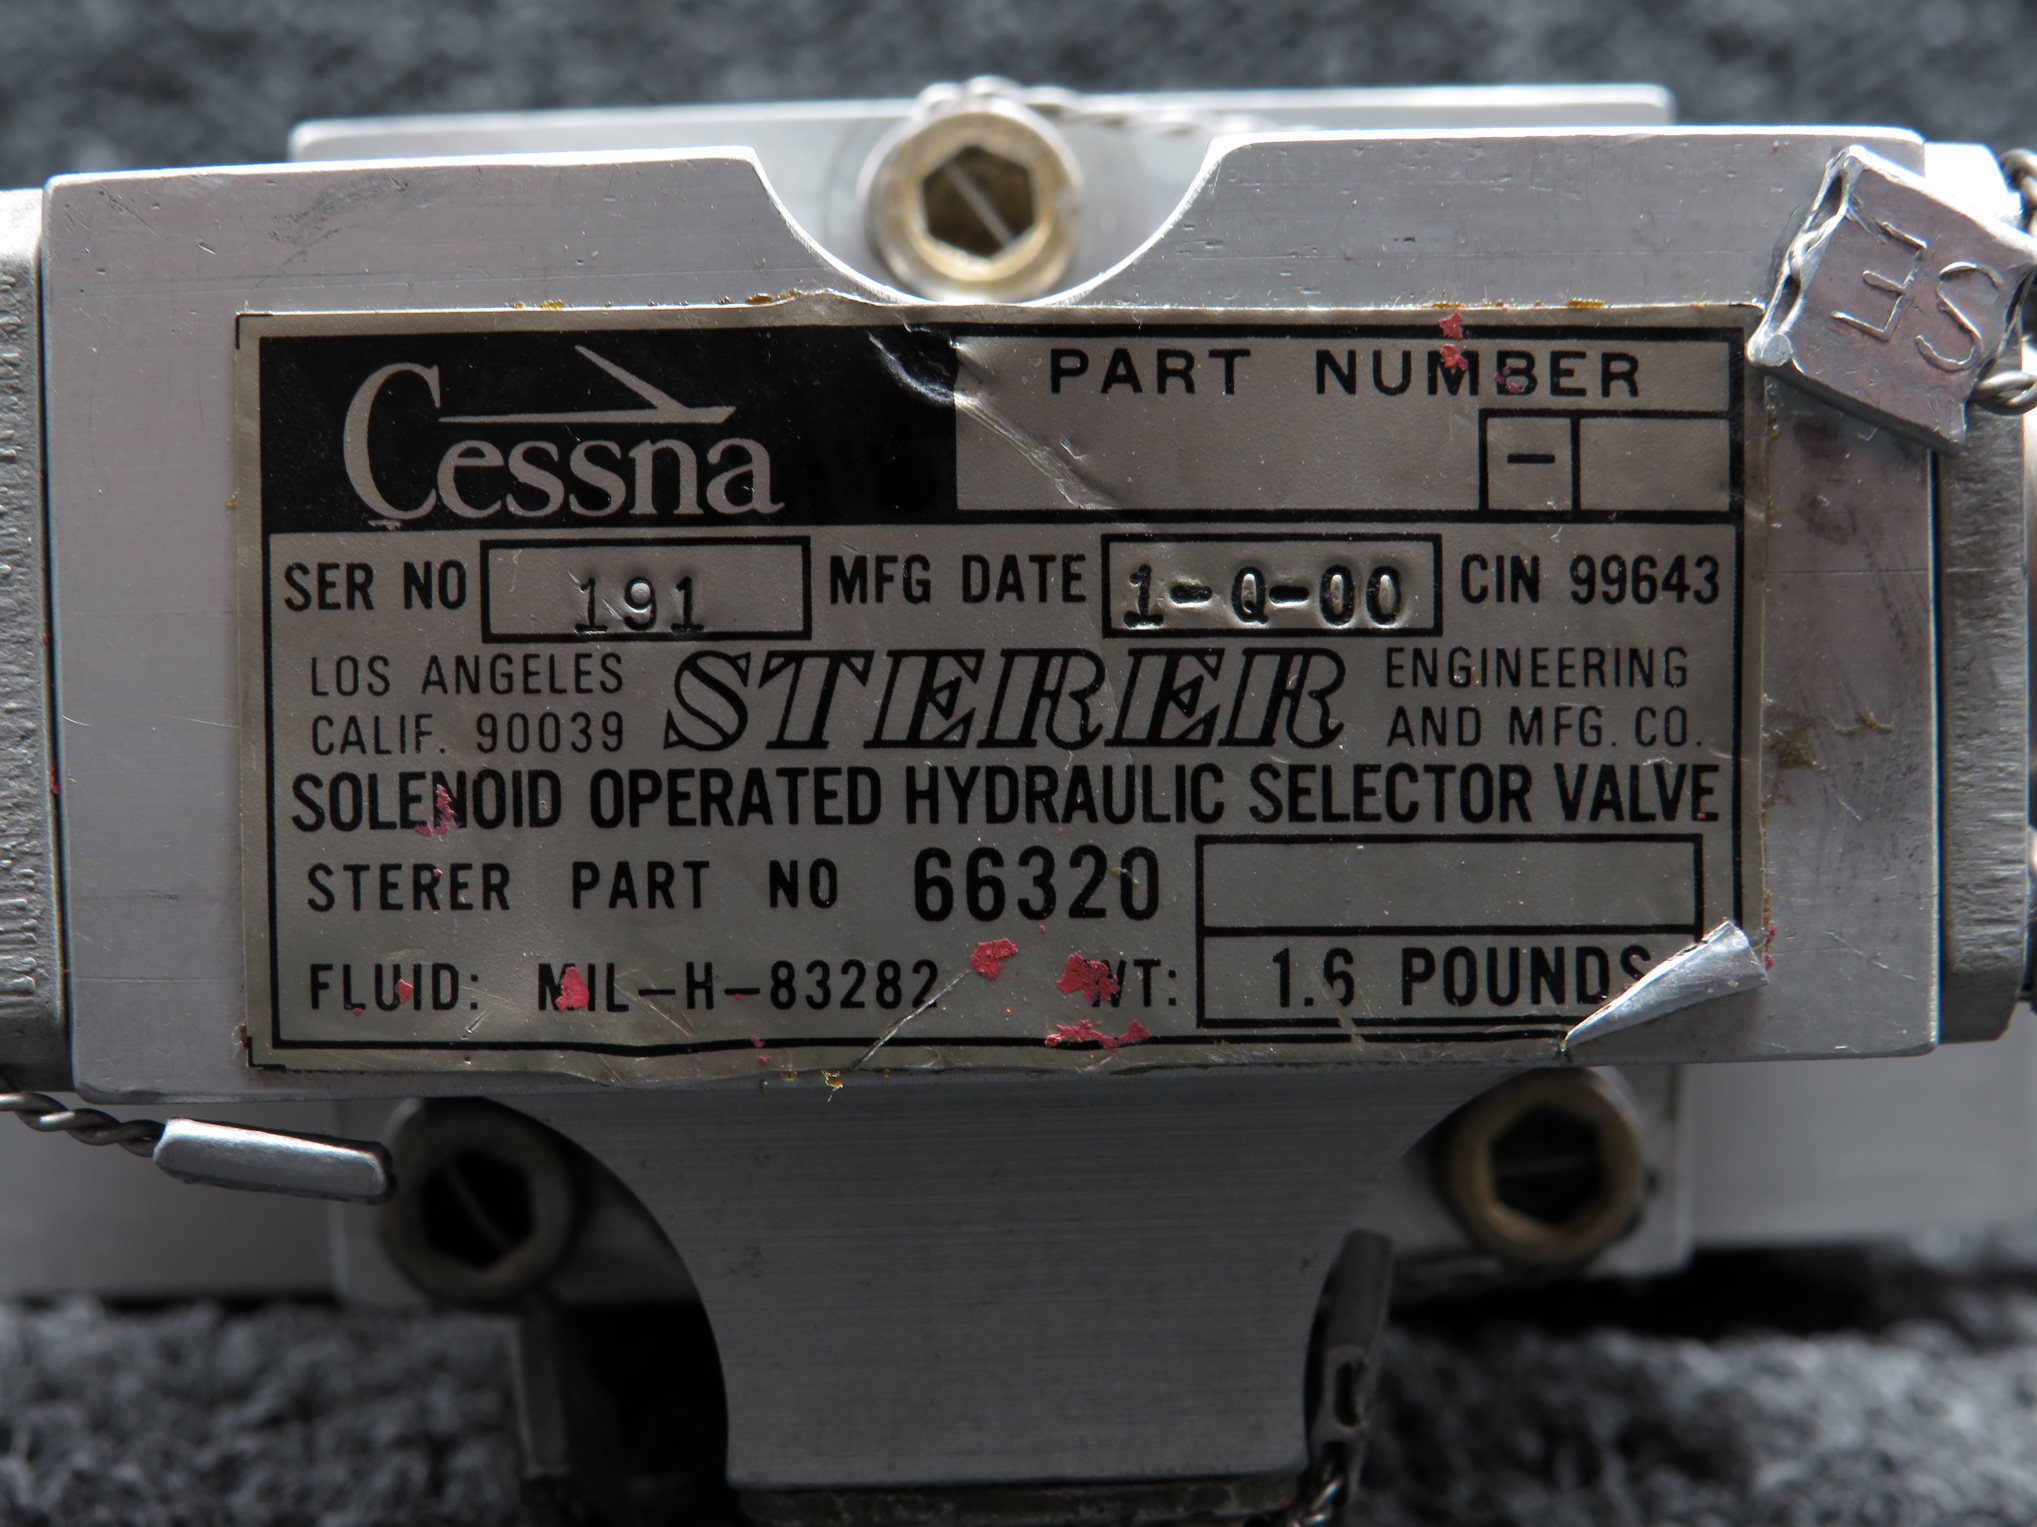 Cessna
PART NUMBER
-
SER NO 191 MFG DATE 1-Q-00 CIN 99643
LOS ANGELES
CALIF. 90039
STERER
ENGINEERING
AND MFG. CO.
SOLENOID OPERATED HYDRAULIC SELECTOR VALVE
STERER PART NO 66320
FLUID: MIL-H-83282 WT: 1.6 POUNDS
SE